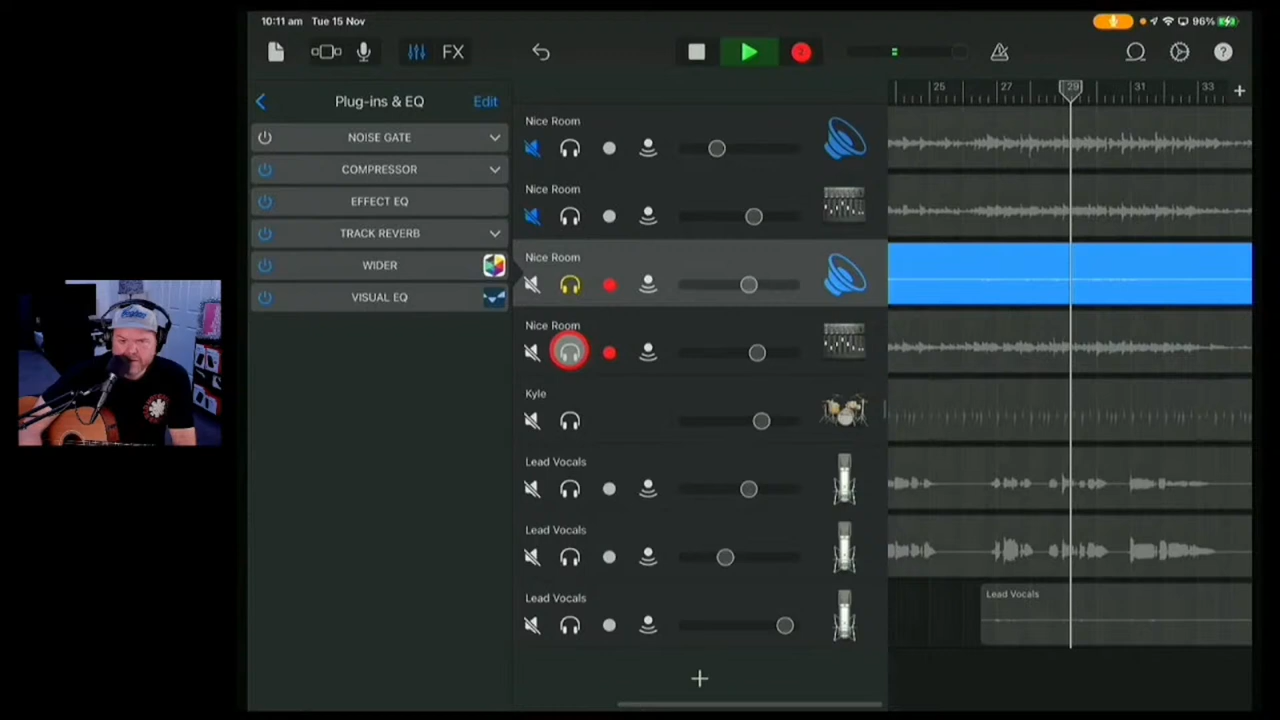 10:11 am Tue 15 Nov
96%
FX
Plug-ins & EQ
Edit
NOISE GATE
COMPRESSOR
EFFECT EQ
TRACK REVERB
WIDER
VISUAL EQ
Nice Room
Nice Room
Nice Room
Nice Room
Kyle
Lead Vocals
Lead Vocals
Lead Vocals
25
27
29
31
33
Lead Vocals